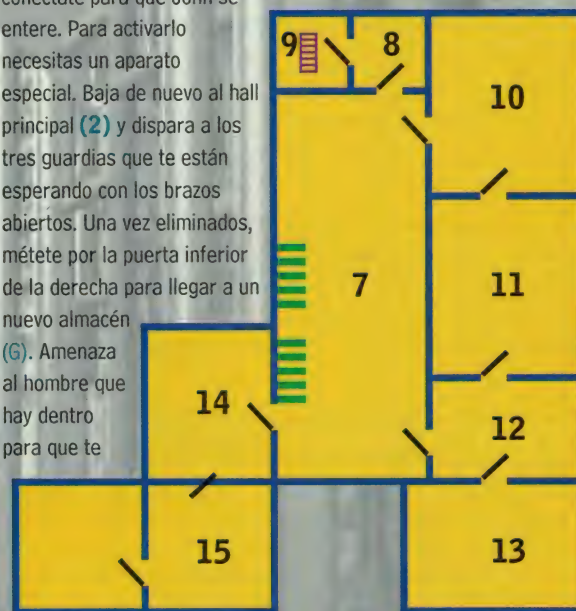 conéctate para que John se
entere. Para activarlo
necesitas un aparato
especial. Baja de nuevo al hall
principal (2) y dispara a los
tres guardias que te están
esperando con los brazos
abiertos. Una vez eliminados,
métete por la puerta inferior
de la derecha para llegar a un
nuevo almacén
(G). Amenaza
al hombre que
hay dentro
para que te
9
8
10
7
11
14
12
15
13